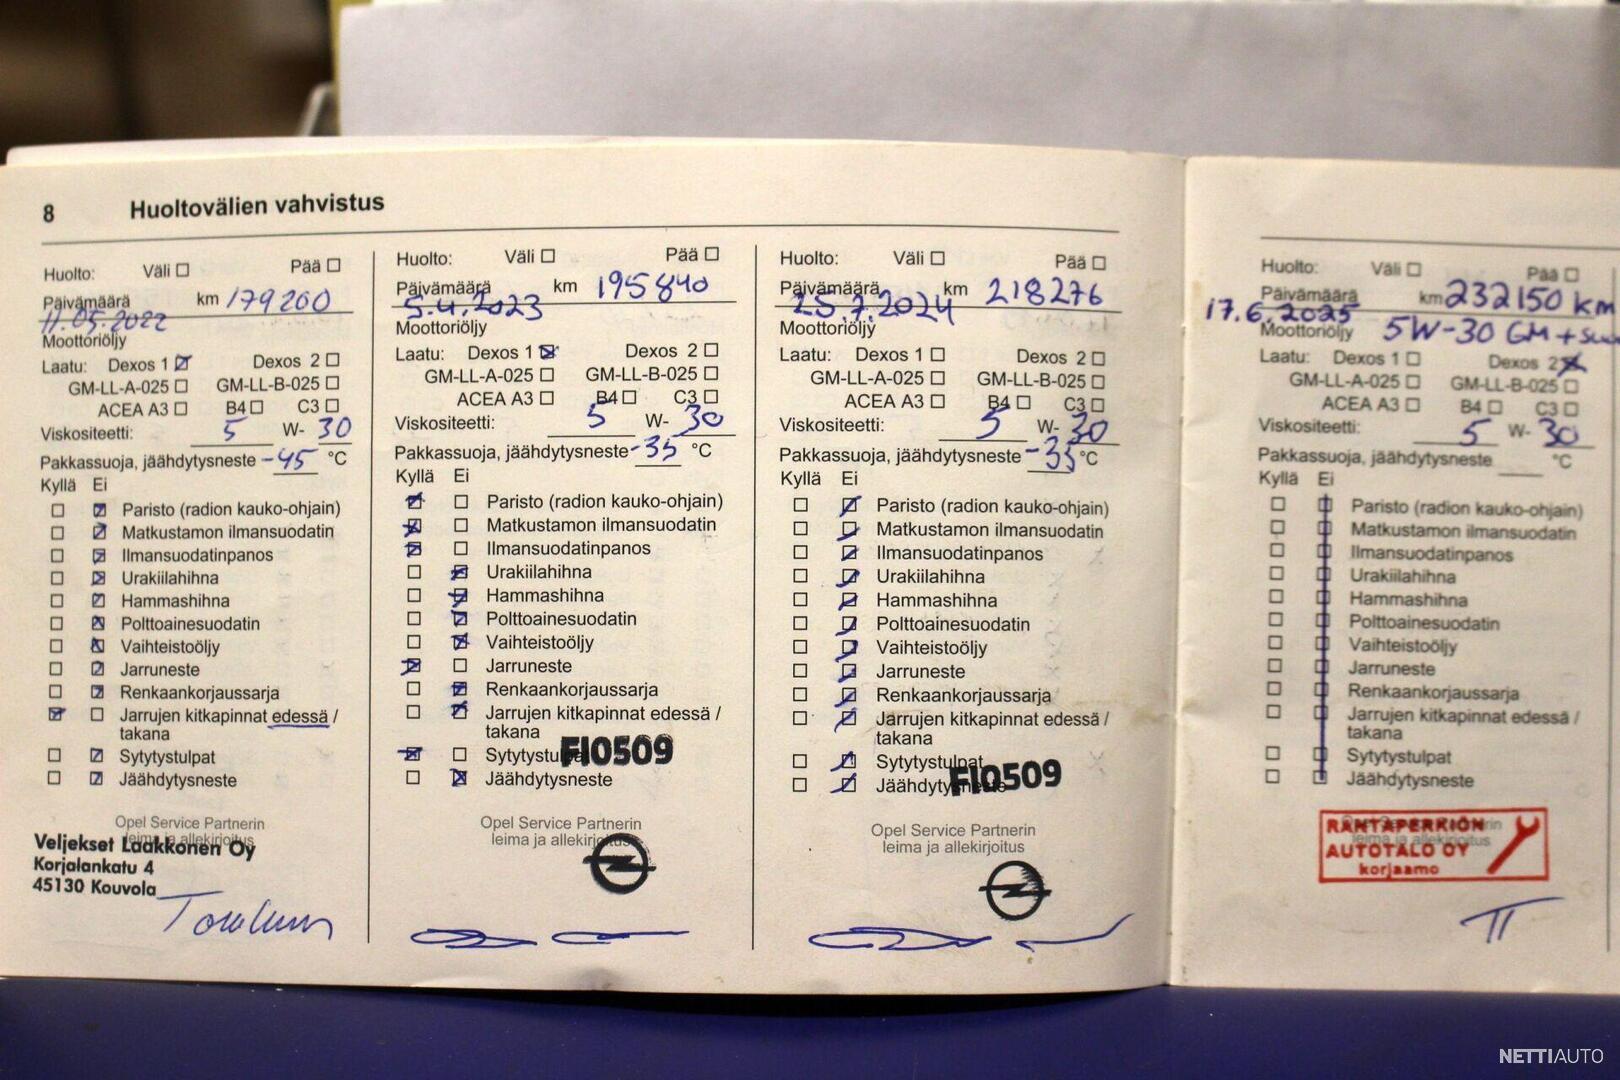 8 Huoltovälien vahvistus
Huolto: Väli Pää
Päivämäärä km 179200
11.05.2022
Moottoriöljy
Laatu: Dexos 1 Dexos 2
GM-LL-A-025 GM-LL-B-025
ACEA A3 B4 C3
Viskositeetti: 5 W- 30
Pakkassuoja, jäähdytysneste -45 °C
Kyllä Ei
Paristo (radion kauko-ohjain)
Matkustamon ilmansuodatin
Ilmansuodatinpanos
Urakiilahihna
Hammashihna
Polttoainesuodatin
Vaihteistoöljy
Jarruneste
Renkaankorjaussarja
Jarrujen kitkapinnat edessä /
takana
Sytytystulpat
Jäähdytysneste
Opel Service Partnerin
leima ja allekirjoitus
Veljekset Laakkonen Oy
Korjalankatu 4
45130 Kouvola
Huolto: Väli Pää
Päivämäärä km 195840
5.4.2023
Moottoriöljy
Laatu: Dexos 1 Dexos 2
GM-LL-A-025 GM-LL-B-025
ACEA A3 B4 C3
Viskositeetti: 5 W- 30
Pakkassuoja, jäähdytysneste -35 °C
Kyllä Ei
Paristo (radion kauko-ohjain)
Matkustamon ilmansuodatin
Ilmansuodatinpanos
Urakiilahihna
Hammashihna
Polttoainesuodatin
Vaihteistoöljy
Jarruneste
Renkaankorjaussarja
Jarrujen kitkapinnat edessä /
takana
Sytytystulpat
FI0509
Jäähdytysneste
Opel Service Partnerin
leima ja allekirjoitus
Huolto: Väli Pää
Päivämäärä km 218276
25.7.2024
Moottoriöljy
Laatu: Dexos 1 Dexos 2
GM-LL-A-025 GM-LL-B-025
ACEA A3 B4 C3
Viskositeetti: 5 W- 30
Pakkassuoja, jäähdytysneste -35 °C
Kyllä Ei
Paristo (radion kauko-ohjain)
Matkustamon ilmansuodatin
Ilmansuodatinpanos
Urakiilahihna
Hammashihna
Polttoainesuodatin
Vaihteistoöljy
Jarruneste
Renkaankorjaussarja
Jarrujen kitkapinnat edessä /
takana
Sytytystulpat
FI0509
Jäähdytysneste
Opel Service Partnerin
leima ja allekirjoitus
Huolto: Väli Pää
Päivämäärä km 232150 km
17.6.2025
Moottoriöljy 5W-30 GM +
Laatu: Dexos 1 Dexos 2
GM-LL-A-025 GM-LL-B-025
ACEA A3 B4 C3
Viskositeetti: 5 W- 30
Pakkassuoja, jäähdytysneste °C
Kyllä Ei
Paristo (radion kauko-ohjain)
Matkustamon ilmansuodatin
Ilmansuodatinpanos
Urakiilahihna
Hammashihna
Polttoainesuodatin
Vaihteistoöljy
Jarruneste
Renkaankorjaussarja
Jarrujen kitkapinnat edessä /
takana
Sytytystulpat
Jäähdytysneste
Opel Service Partnerin
leima ja allekirjoitus
RANTAPERKIÖN
AUTOTALO OY
korjaamo
NETTIAUTO